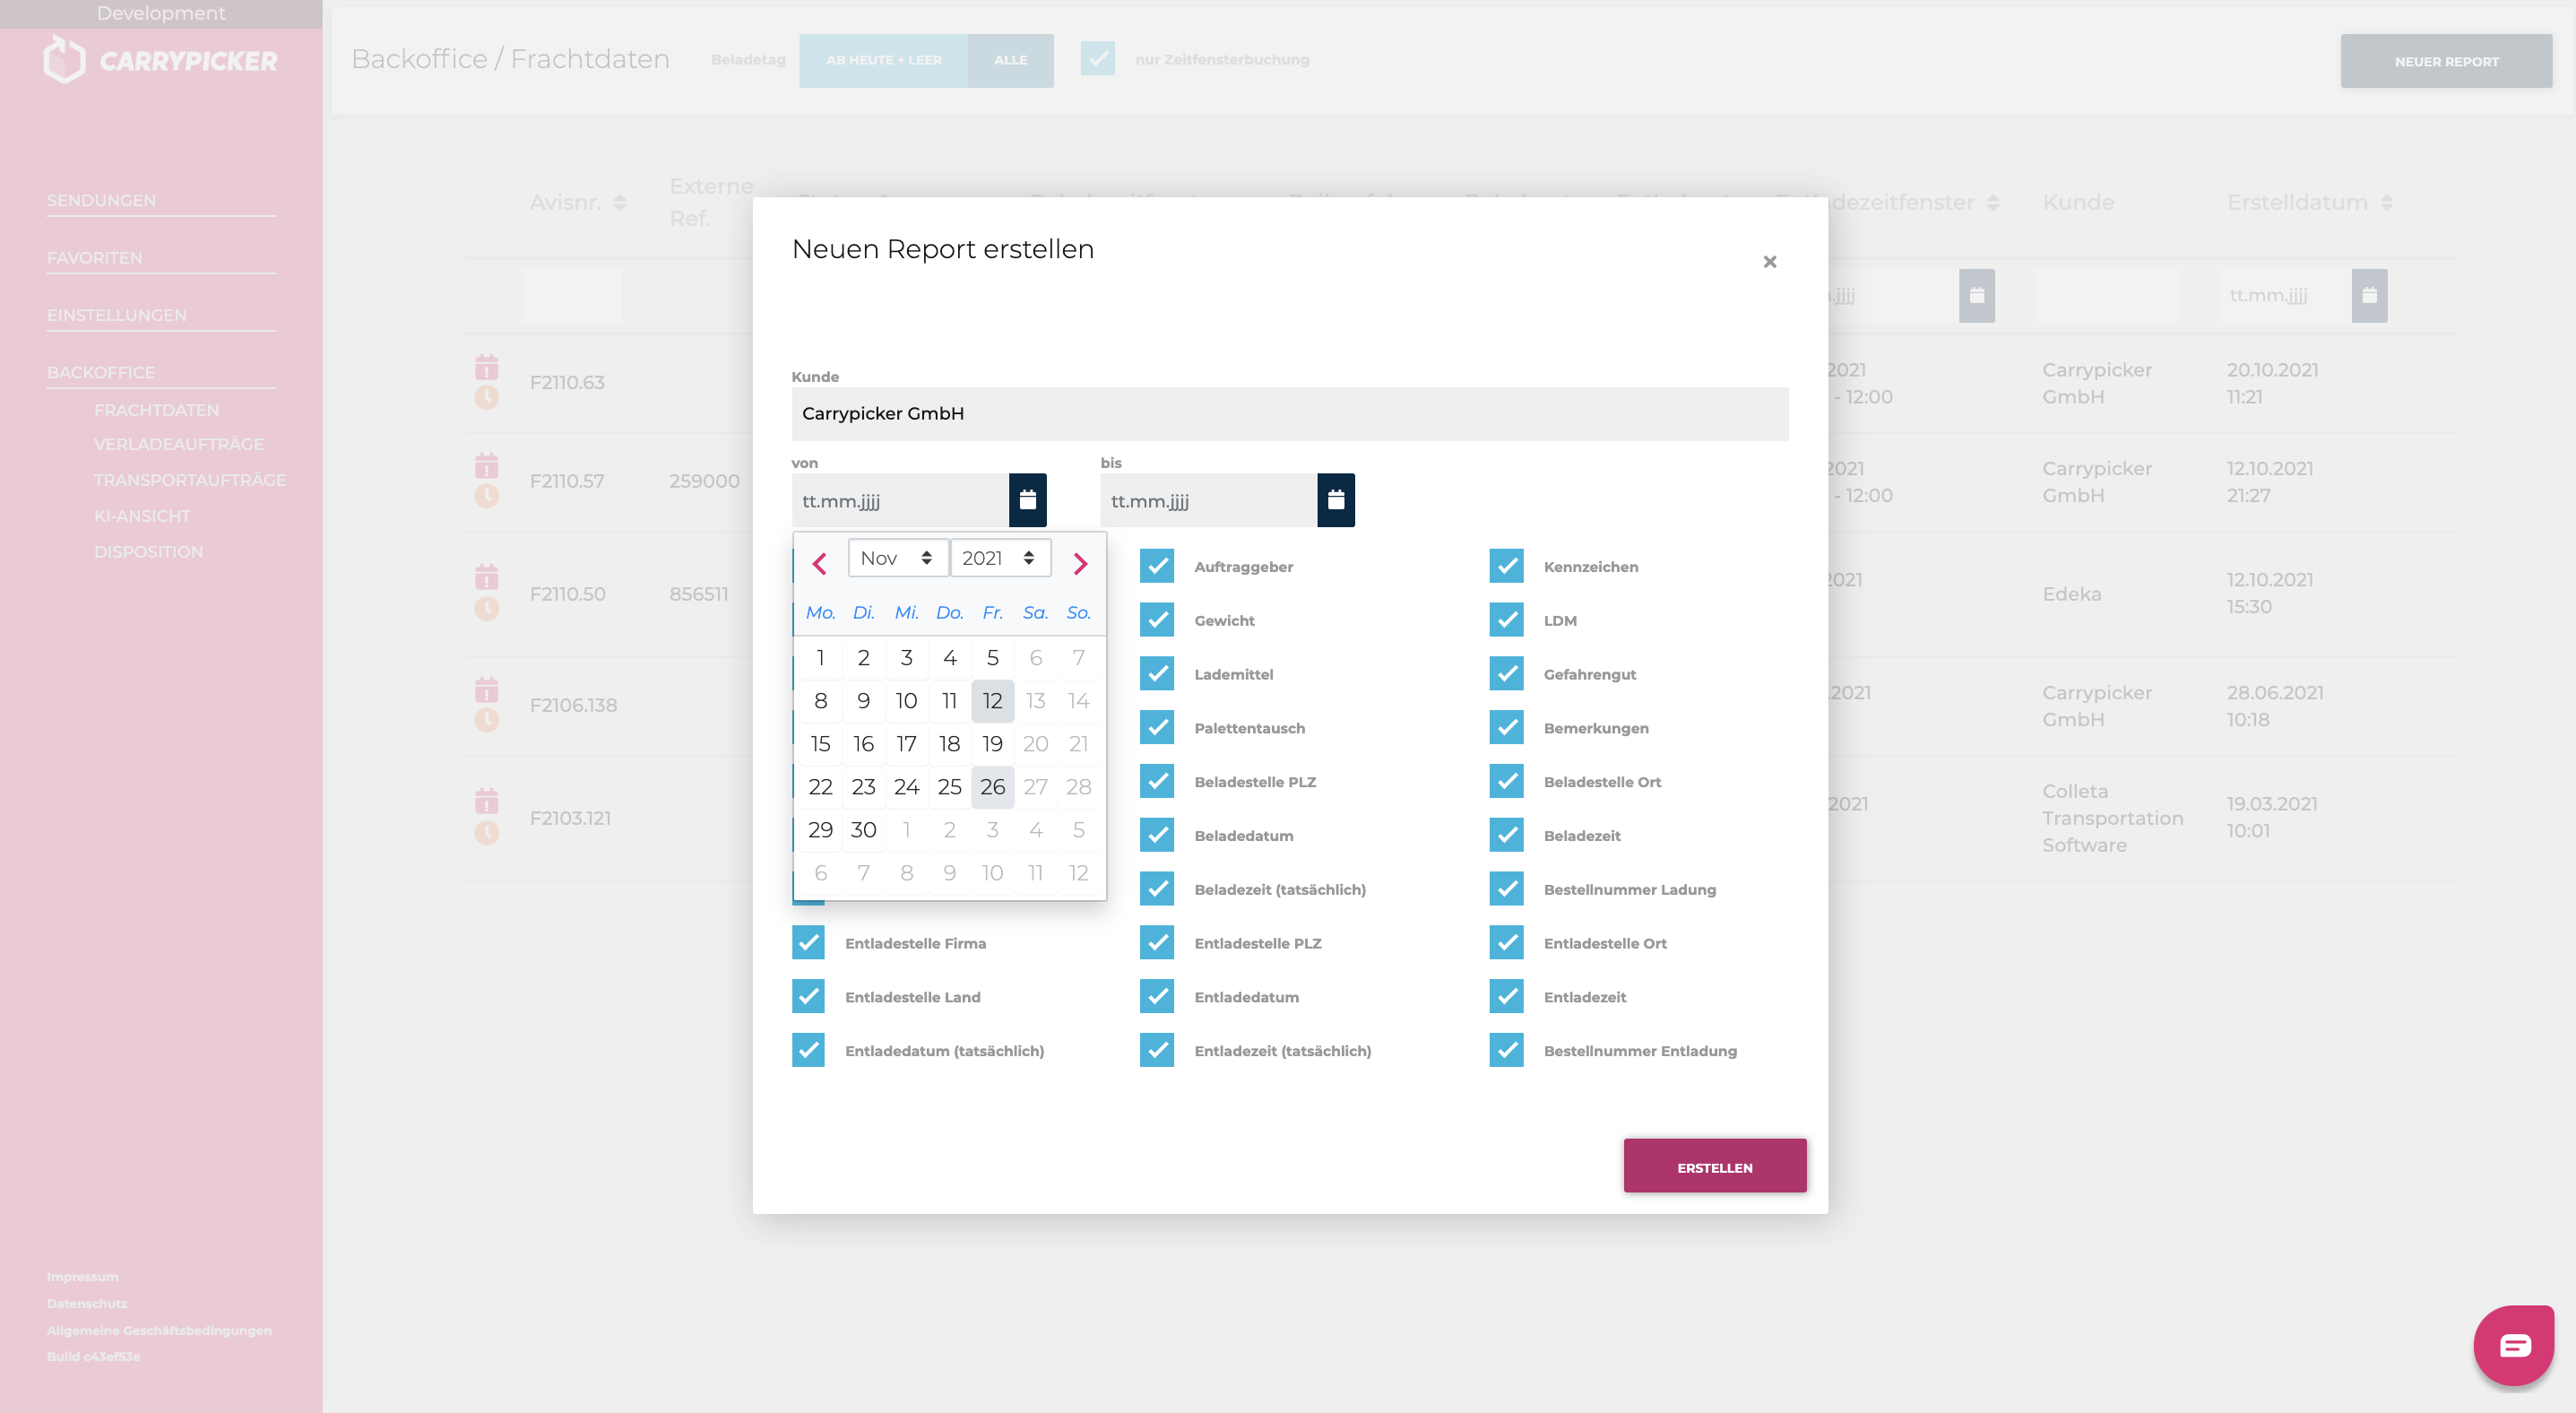 Development
CARRYPICKER
SENDUNGEN
FAVORITEN
EINSTELLUNGEN
BACKOFFICE
FRACHTDATEN
VERLADEAUFTRÄGE
TRANSPORTAUFTRÄGE
KI-ANSICHT
DISPOSITION
Impressum
Datenschutz
Allgemeine Geschäftsbedingungen
Build c43ef53e
Backoffice / Frachtdaten
Beladetag
AB HEUTE + LEER
ALLE
nur Zeitfensterbuchung
NEUER REPORT
Avisnr.
Externe
Ref.
dezeitfenster
Kunde
Erstelldatum
.jjjj
tt.mm.jjjj
F2110.63
2021
- 12:00
Carrypicker
GmbH
20.10.2021
11:21
F2110.57
259000
2021
- 12:00
Carrypicker
GmbH
12.10.2021
21:27
F2110.50
856511
2021
Edeka
12.10.2021
15:30
F2106.138
.2021
Carrypicker
GmbH
28.06.2021
10:18
F2103.121
2021
Colleta
Transportation
Software
19.03.2021
10:01
Neuen Report erstellen
×
Kunde
Carrypicker GmbH
von
bis
tt.mm.jjjj
tt.mm.jjjj
Nov
2021
Mo. Di. Mi. Do. Fr. Sa. So.
1 2 3 4 5 6 7
8 9 10 11 12 13 14
15 16 17 18 19 20 21
22 23 24 25 26 27 28
29 30 1 2 3 4 5
6 7 8 9 10 11 12
Auftraggeber
Kennzeichen
Gewicht
LDM
Lademittel
Gefahrengut
Palettentausch
Bemerkungen
Beladestelle PLZ
Beladestelle Ort
Beladedatum
Beladezeit
Beladezeit (tatsächlich)
Bestellnummer Ladung
Entladestelle Firma
Entladestelle PLZ
Entladestelle Ort
Entladestelle Land
Entladedatum
Entladezeit
Entladedatum (tatsächlich)
Entladezeit (tatsächlich)
Bestellnummer Entladung
ERSTELLEN